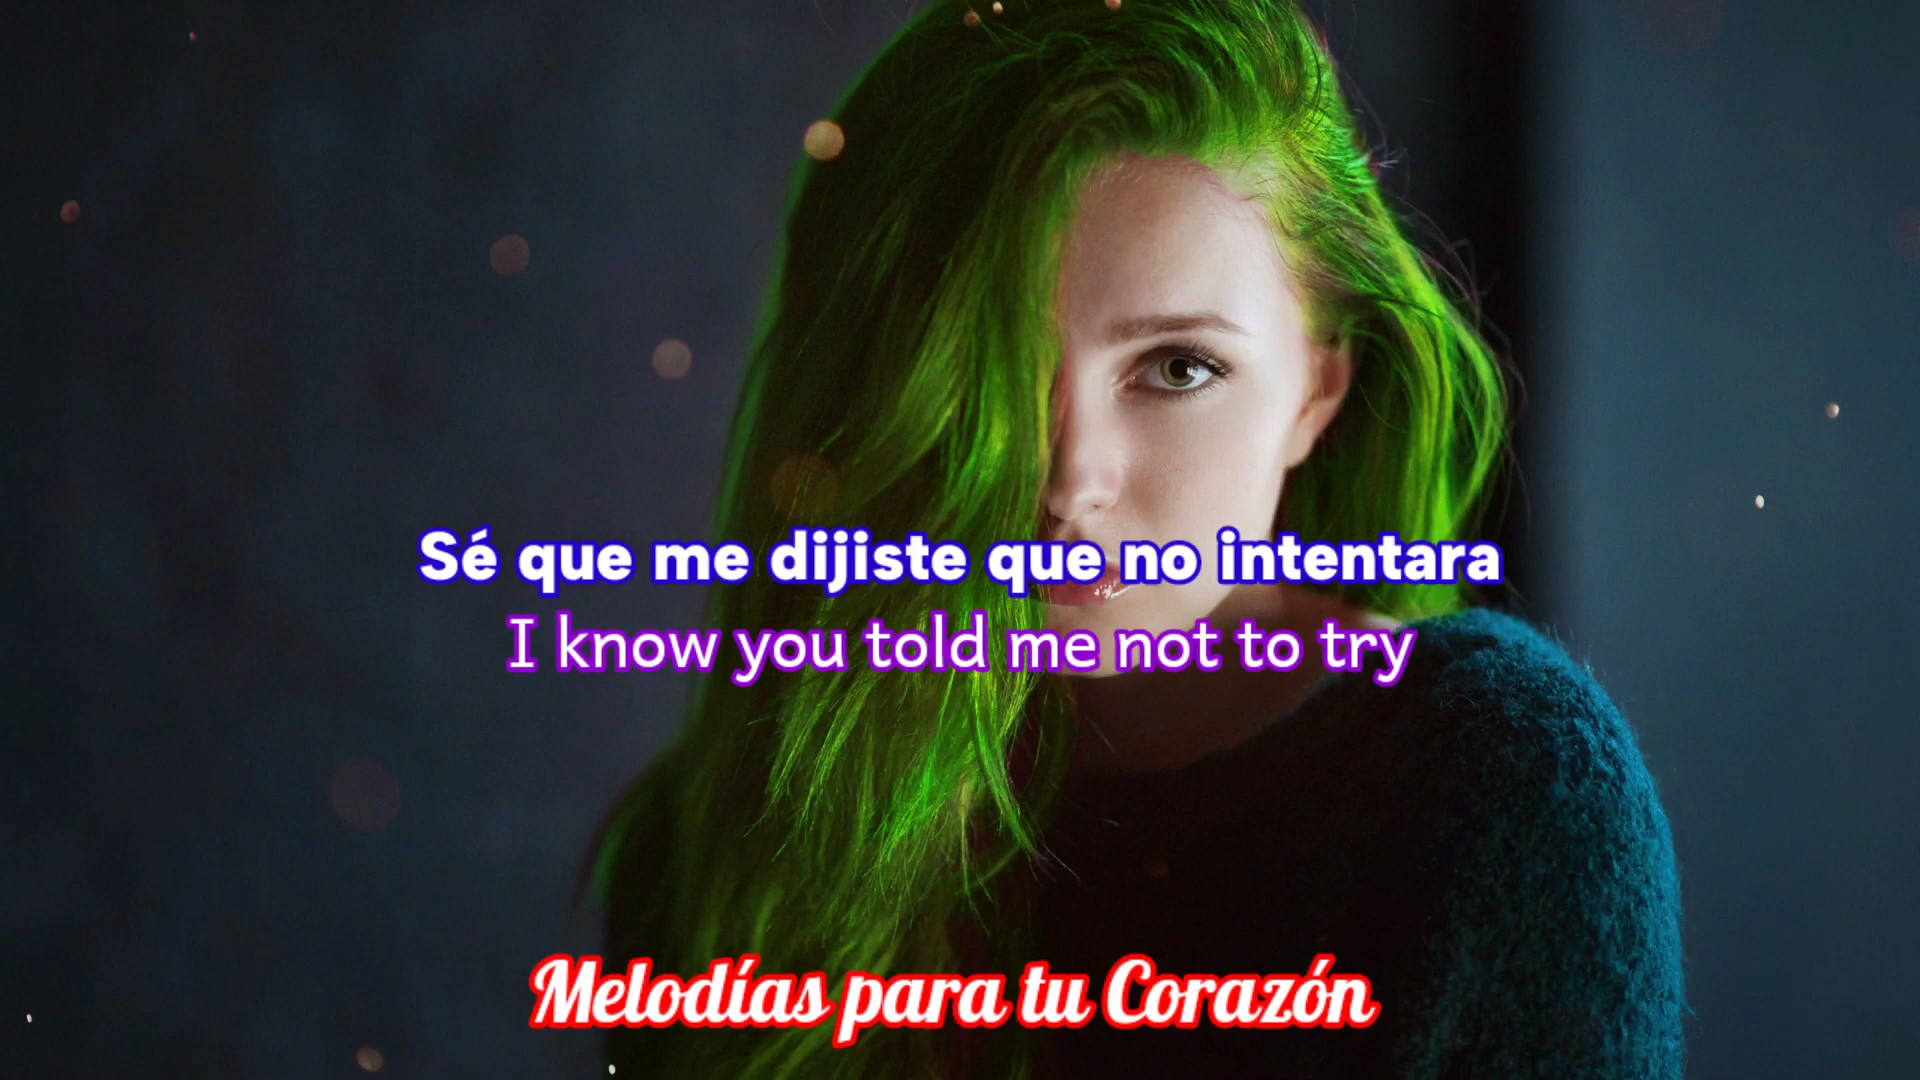 Sé que me dijiste que no intentara
I know you told me not to try
Melodías para tu Corazón